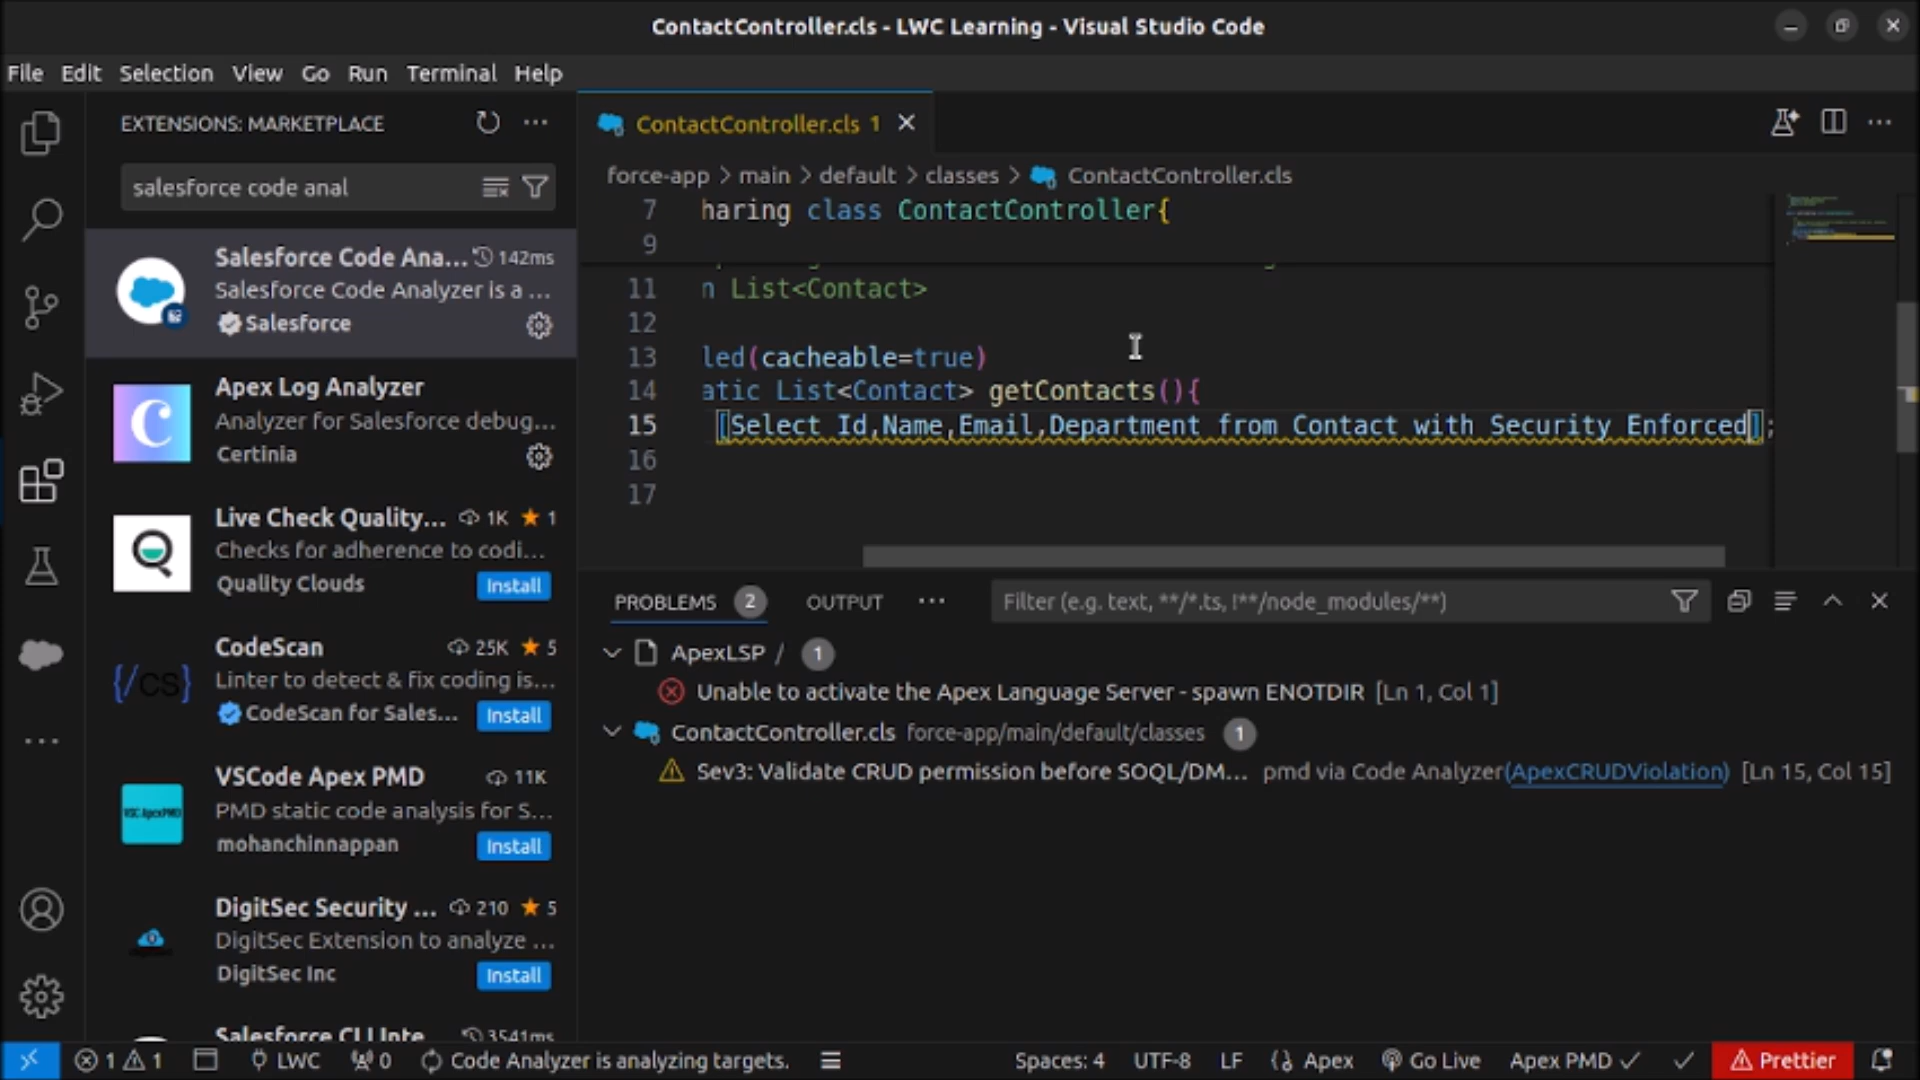 ContactController.cls - LWC Learning - Visual Studio Code
File Edit Selection View Go Run Terminal Help
EXTENSIONS: MARKETPLACE
salesforce code anal
Salesforce Code Ana... 142ms
Salesforce Code Analyzer is a ...
Salesforce
Apex Log Analyzer
Analyzer for Salesforce debug...
Certinia
Live Check Quality... 1K ★ 1
Checks for adherence to codi...
Quality Clouds Install
{/CS}
CodeScan 25K ★ 5
Linter to detect & fix coding is...
CodeScan for Sales... Install
VSCode Apex PMD 11K
PMD static code analysis for S...
mohanchinnappan Install
DigitSec Security ... 210 ★ 5
DigitSec Extension to analyze ...
DigitSec Inc Install
Salesforce CLI Inte... 3541ms
ContactController.cls 1
force-app > main > default > classes > ContactController.cls
7 haring class ContactController{
9
11 n List<Contact>
12
13 led(cacheable=true)
14 atic List<Contact> getContacts(){
15 [Select Id,Name,Email,Department from Contact with Security Enforced];
16
17
PROBLEMS 2 OUTPUT ... Filter (e.g. text, **/*.ts, !**/node_modules/**)
ApexLSP / 1
Unable to activate the Apex Language Server - spawn ENOTDIR [Ln 1, Col 1]
ContactController.cls force-app/main/default/classes 1
Sev3: Validate CRUD permission before SOQL/DM... pmd via Code Analyzer(ApexCRUDViolation) [Ln 15, Col 15]
1 1 LWC 0 Code Analyzer is analyzing targets. Spaces: 4 UTF-8 LF Apex Go Live Apex PMD Prettier